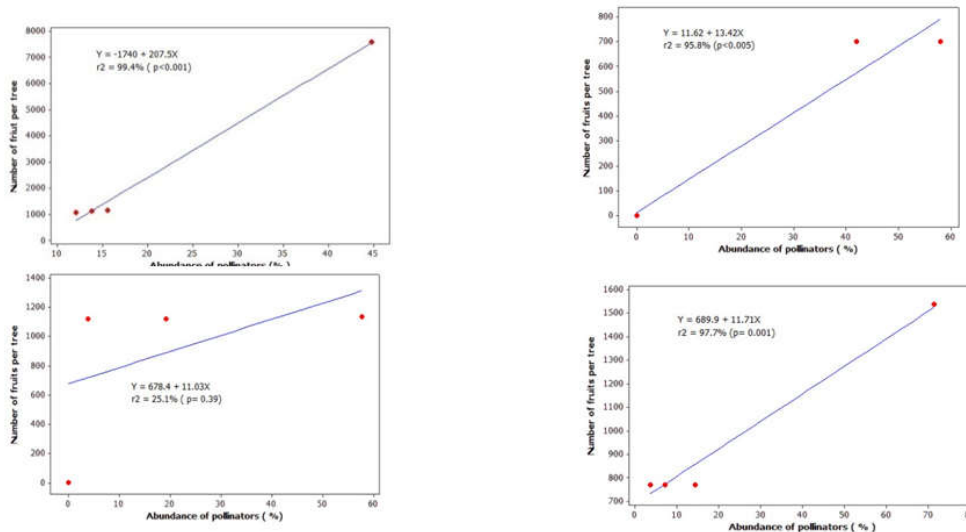 8000
7000
6000
5000
4000
3000
2000
1000
0
Number of friut per tree
Y = -1740 + 207.5X
r2 = 99.4% ( p<0.001)
10 15 20 25 30 35 40 45
Abundance of pollinators (% )
800
700
600
500
400
300
200
100
0
Number of fruits per tree
Y = 11.62 + 13.42X
r2 = 95.8% (p<0.005)
0 10 20 30 40 50 60
Abundance of pollinators ( %)
1400
1200
1000
800
600
400
200
0
Number of fruits per tree
Y = 678.4 + 11.03X
r2 = 25.1% ( p= 0.39)
0 10 20 30 40 50 60
Abundance of pollinators ( %)
1600
1500
1400
1300
1200
1100
1000
900
800
700
Number of fruits per tree
Y = 689.9 + 11.71X
r2 = 97.7% (p= 0.001)
0 10 20 30 40 50 60 70
Abundance of pollinators ( %)